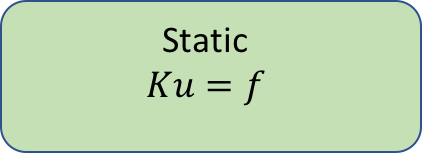 Static
Ku = f